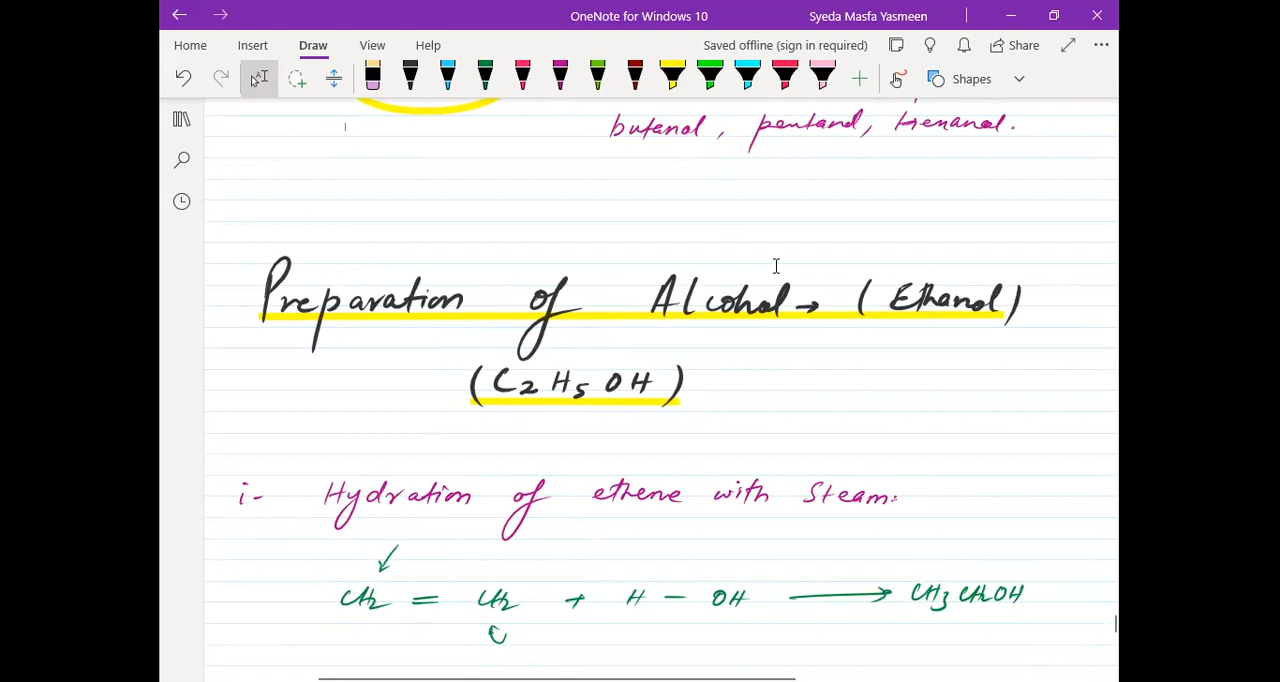 OneNote for Windows 10
Syeda Masfa Yasmeen
Home Insert Draw View Help
Saved offline (sign in required)
Share
Shapes
butanol, pentanol, Hexanol.
Preparation of Alcohol → (Ethanol)
(C2H5OH)
i- Hydration of ethene with Steam:
CH2 = CH2 + H - OH → CH3CH2OH